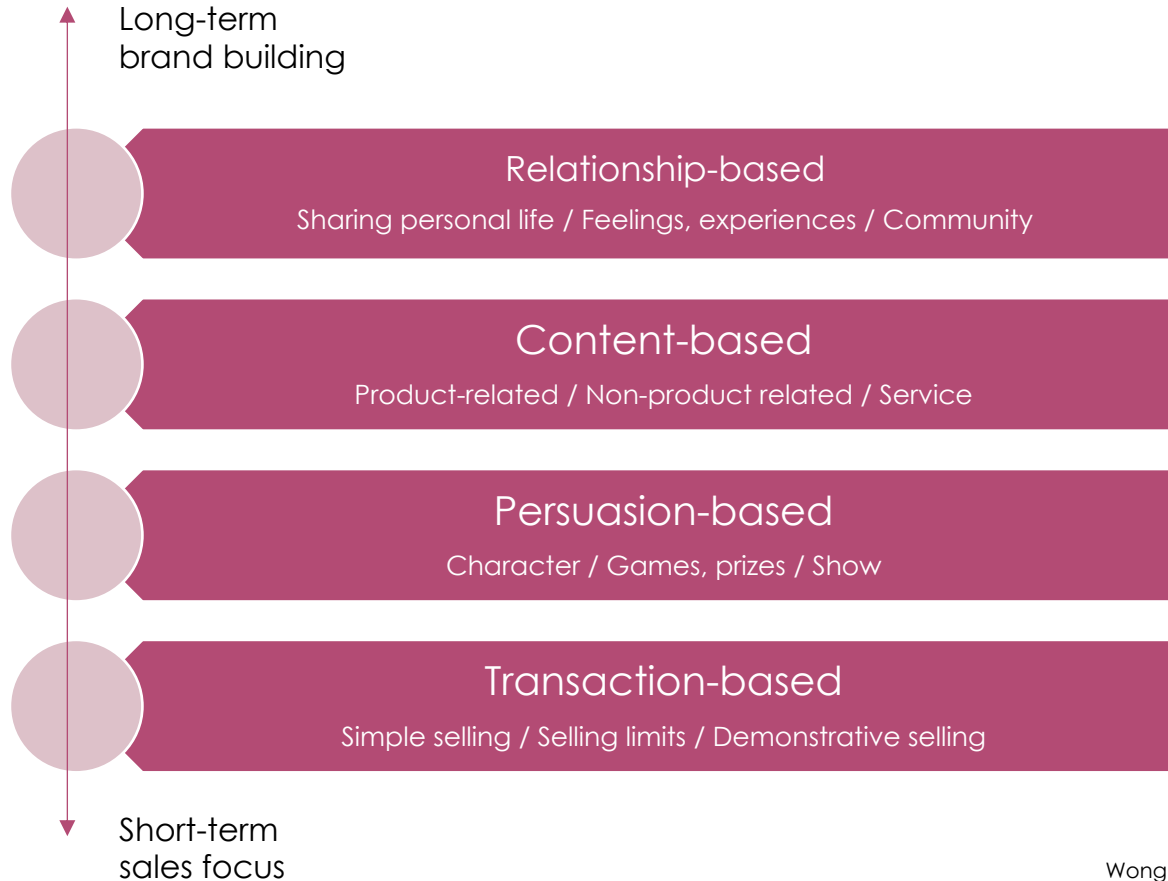 Long-term
brand building
Relationship-based
Sharing personal life / Feelings, experiences / Community
Content-based
Product-related / Non-product related / Service
Persuasion-based
Character / Games, prizes / Show
Transaction-based
Simple selling / Selling limits / Demonstrative selling
Short-term
sales focus
Wong